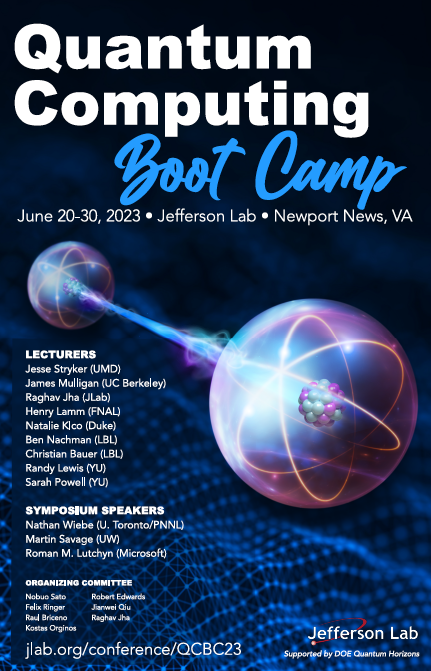 Quantum
Computing
Boot Camp
June 20-30, 2023 • Jefferson Lab • Newport News, VA
LECTURERS
Jesse Stryker (UMD)
James Mulligan (UC Berkeley)
Raghav Jha (JLab)
Henry Lamm (FNAL)
Natalie Klco (Duke)
Ben Nachman (LBL)
Christian Bauer (LBL)
Randy Lewis (YU)
Sarah Powell (YU)
SYMPOSIUM SPEAKERS
Nathan Wiebe (U. Toronto/PNNL)
Martin Savage (UW)
Roman M. Lutchyn (Microsoft)
ORGANIZING COMMITTEE
Nobuo Sato Robert Edwards
Felix Ringer Jianwei Qiu
Raul Briceno Raghav Jha
Kostas Orginos
jlab.org/conference/QCBC23
Jefferson Lab
Supported by DOE Quantum Horizons